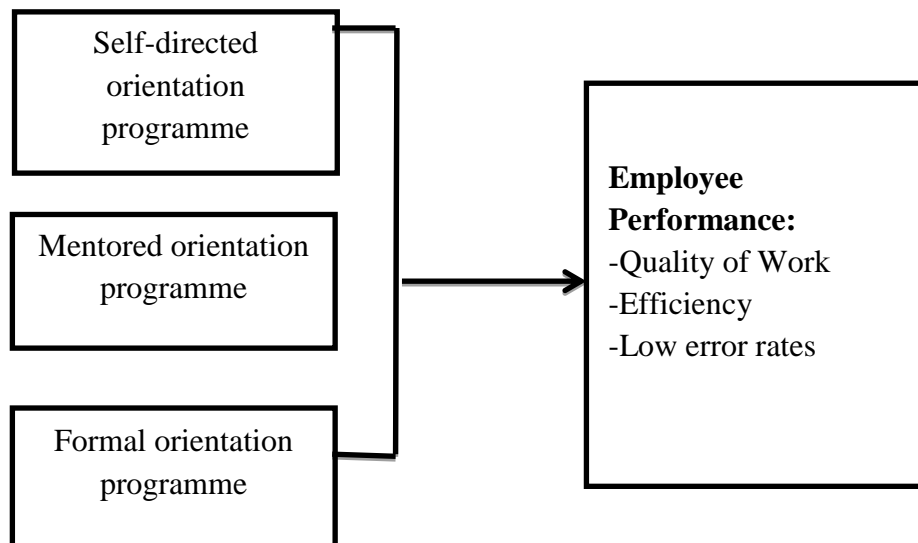 Self-directed
orientation
programme
Mentored orientation
programme
Formal orientation
programme
Employee
Performance:
-Quality of Work
-Efficiency
-Low error rates